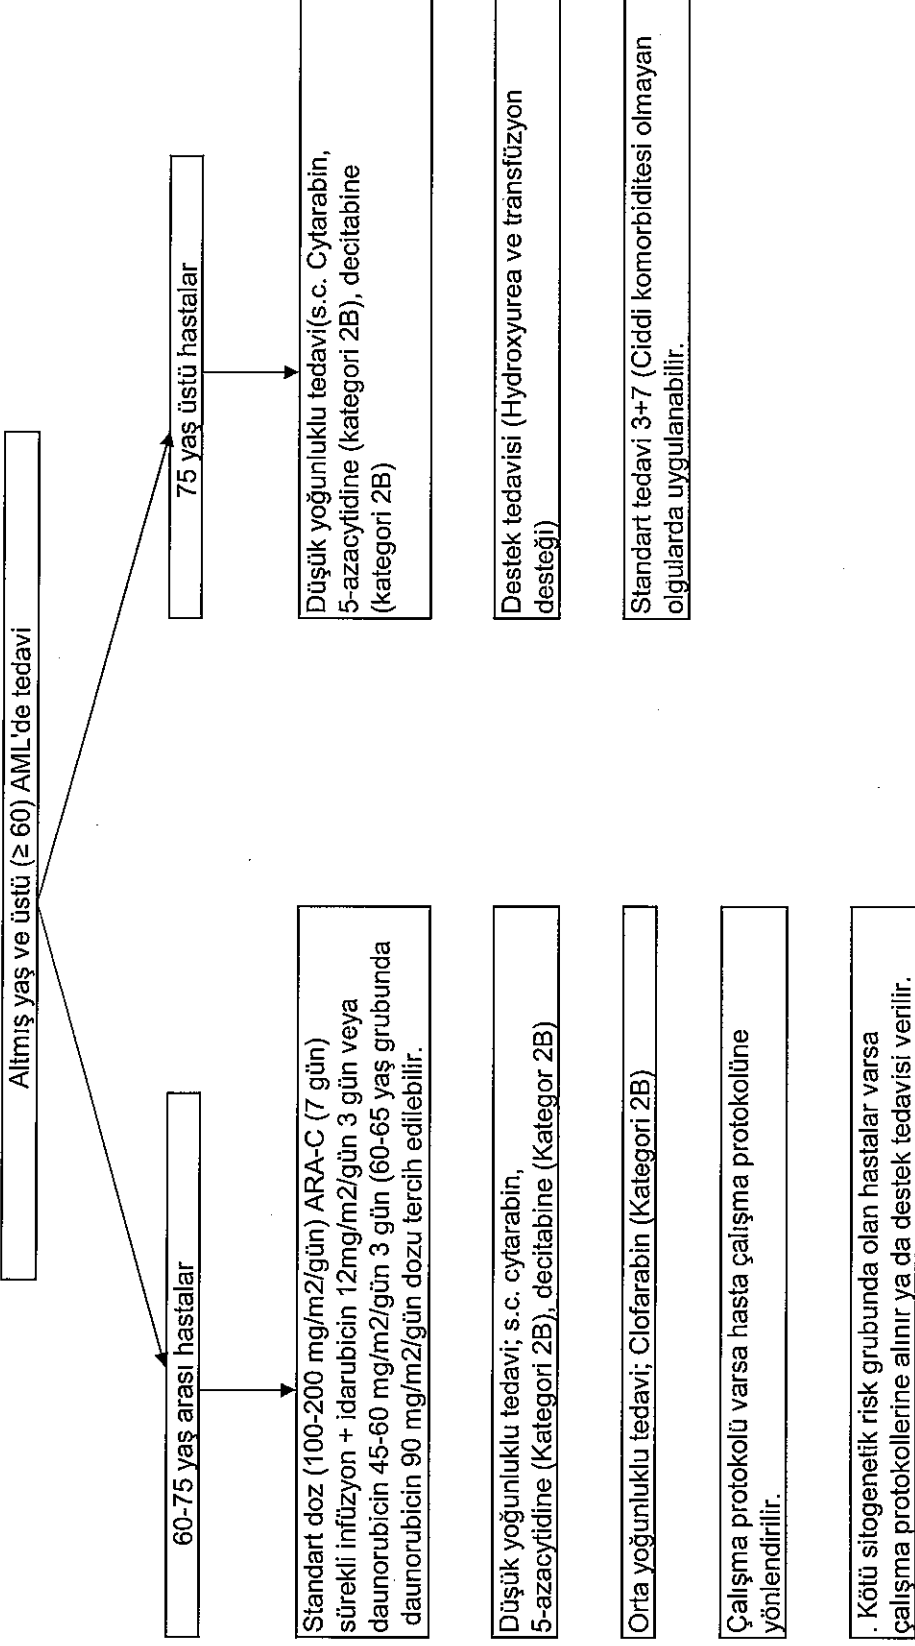 Altmış yaş ve üstü (≥ 60) AML'de tedavi
60-75 yaş arası hastalar
Standart doz (100-200 mg/m2/gün) ARA-C (7 gün)
sürekli infüzyon + idarubicin 12mg/m2/gün 3 gün veya
daunorubicin 45-60 mg/m2/gün 3 gün (60-65 yaş grubunda
daunorubicin 90 mg/m2/gün dozu tercih edilebilir.
Düşük yoğunluklu tedavi; s.c. cytarabin,
5-azacytidine (Kategori 2B), decitabine (Kategor 2B)
Orta yoğunluklu tedavi; Clofarabin (Kategori 2B)
Çalışma protokolü varsa hasta çalışma protokolüne
yönlendirilir.
. Kötü sitogenetik risk grubunda olan hastalar varsa
çalışma protokollerine alınır ya da destek tedavisi verilir.
75 yaş üstü hastalar
Düşük yoğunluklu tedavi(s.c. Cytarabin,
5-azacytidine (kategori 2B), decitabine
(kategori 2B)
Destek tedavisi (Hydroxyurea ve transfüzyon
desteği)
Standart tedavi 3+7 (Ciddi komorbiditesi olmayan
olgularda uygulanabilir.